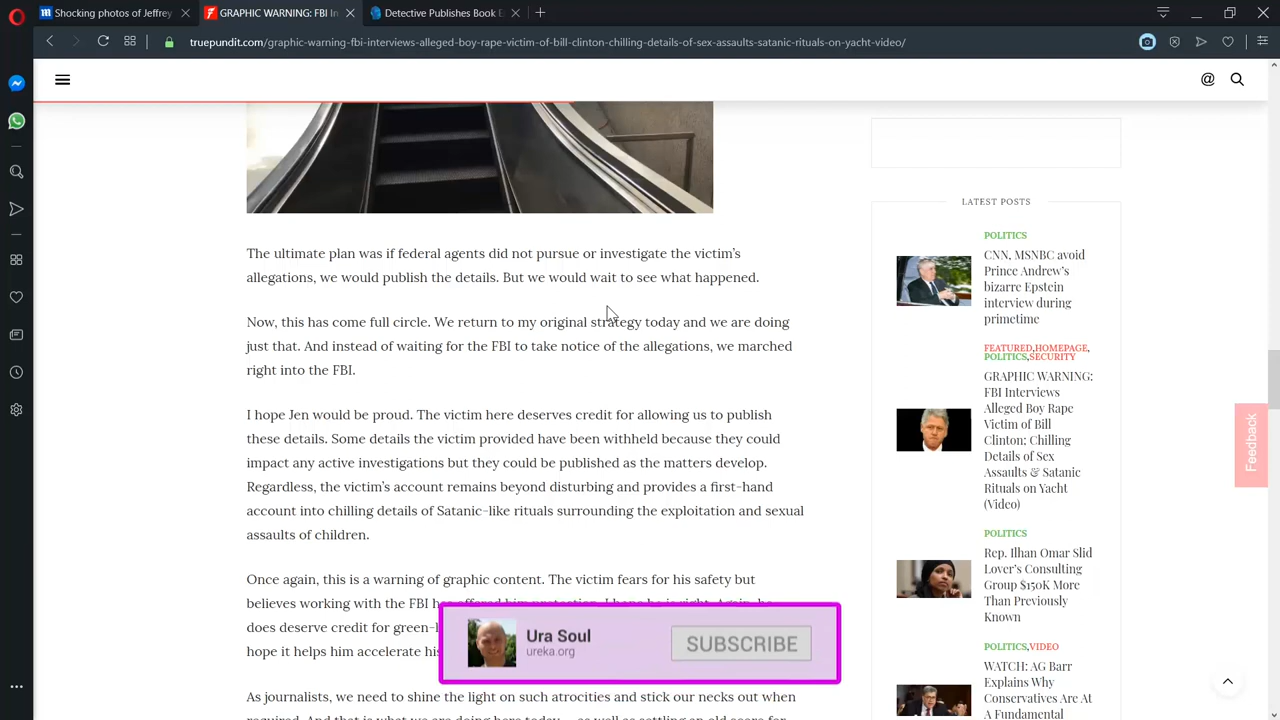 Shocking photos of Jeffrey
GRAPHIC WARNING: FBI In
Detective Publishes Book E
truepundit.com/graphic-warning-fbi-interviews-alleged-boy-rape-victim-of-bill-clinton-chilling-details-of-sex-assaults-satanic-rituals-on-yacht-video/
The ultimate plan was if federal agents did not pursue or investigate the victim's
allegations, we would publish the details. But we would wait to see what happened.
Now, this has come full circle. We return to my original strategy today and we are doing
just that. And instead of waiting for the FBI to take notice of the allegations, we marched
right into the FBI.
I hope Jen would be proud. The victim here deserves credit for allowing us to publish
these details. Some details the victim provided have been withheld because they could
impact any active investigations but they could be published as the matters develop.
Regardless, the victim's account remains beyond disturbing and provides a first-hand
account into chilling details of Satanic-like rituals surrounding the exploitation and sexual
assaults of children.
Once again, this is a warning of graphic content. The victim fears for his safety but
believes working with the FBI
does deserve credit for green-
hope it helps him accelerate
As journalists, we need to shine the light on such atrocities and stick our necks out when
Ura Soul
ureka.org
SUBSCRIBE
LATEST POSTS
POLITICS
CNN, MSNBC avoid
Prince Andrew's
bizarre Epstein
interview during
primetime
FEATURED,HOMEPAGE,
POLITICS,SECURITY
GRAPHIC WARNING:
FBI Interviews
Alleged Boy Rape
Victim of Bill
Clinton; Chilling
Details of Sex
Assaults & Satanic
Rituals on Yacht
(Video)
POLITICS
Rep. Ilhan Omar Slid
Lover's Consulting
Group $150K More
Than Previously
Known
POLITICS,VIDEO
WATCH: AG Barr
Explains Why
Conservatives Are At
A Fundamental
Feedback